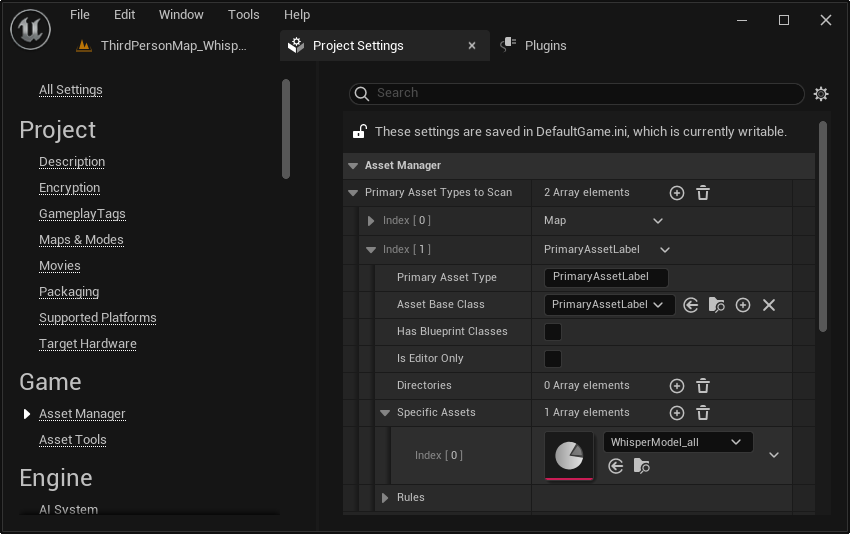 File Edit Window Tools Help
ThirdPersonMap_Whisp... Project Settings Plugins
All Settings
Project
Description
Encryption
GameplayTags
Maps & Modes
Movies
Packaging
Supported Platforms
Target Hardware
Game
Asset Manager
Asset Tools
Engine
AI System
Search
These settings are saved in DefaultGame.ini, which is currently writable.
Asset Manager
Primary Asset Types to Scan 2 Array elements
Index [ 0 ] Map
Index [ 1 ] PrimaryAssetLabel
Primary Asset Type PrimaryAssetLabel
Asset Base Class PrimaryAssetLabel
Has Blueprint Classes
Is Editor Only
Directories 0 Array elements
Specific Assets 1 Array elements
Index [ 0 ] WhisperModel_all
Rules